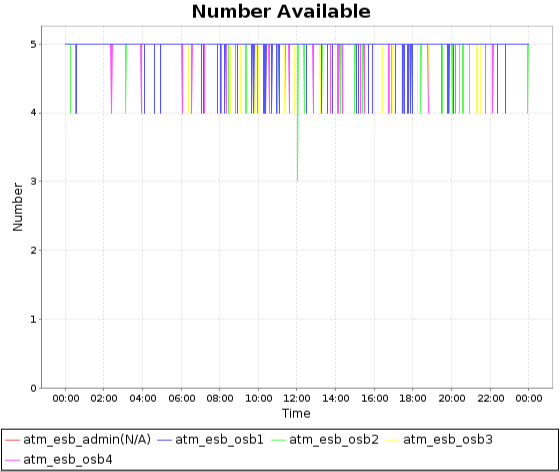 Number Available
5
4
3
2
1
0
Number
00:00 02:00 04:00 06:00 08:00 10:00 12:00 14:00 16:00 18:00 20:00 22:00 00:00
Time
atm_esb_admin(N/A) atm_esb_osb1 atm_esb_osb2 atm_esb_osb3
atm_esb_osb4